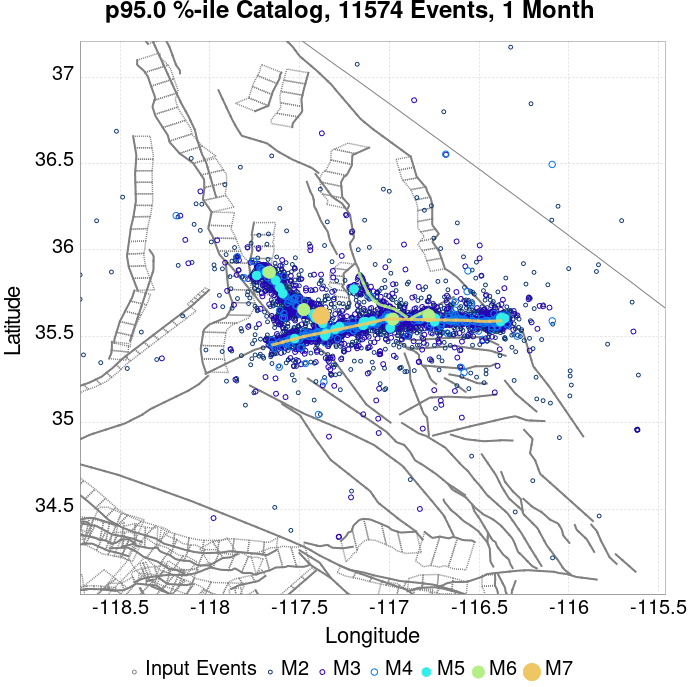 p95.0 %-ile Catalog, 11574 Events, 1 Month
37
36.5
36
35.5
35
34.5
Latitude
-118.5 -118 -117.5 -117 -116.5 -116 -115.5
Longitude
Input Events M2 M3 M4 M5 M6 M7